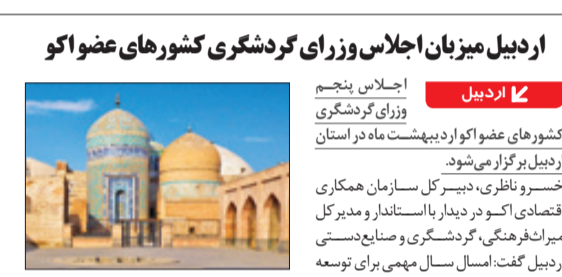 اردبیل میزبان اجلاس وزرای گردشگری کشورهای عضو اکو
اردبیل
اجلاس پنجم
وزرای گردشگری
کشورهای عضو اکو اردیبهشت ماه در استان
اردبیل برگزار می‌شود.
خسرو ناظری، دبیر کل سازمان همکاری
اقتصادی اکو در دیدار با استاندار و مدیر کل
میراث‌فرهنگی، گردشگری و صنایع‌دستی
اردبیل گفت: امسال سال مهمی برای توسعه